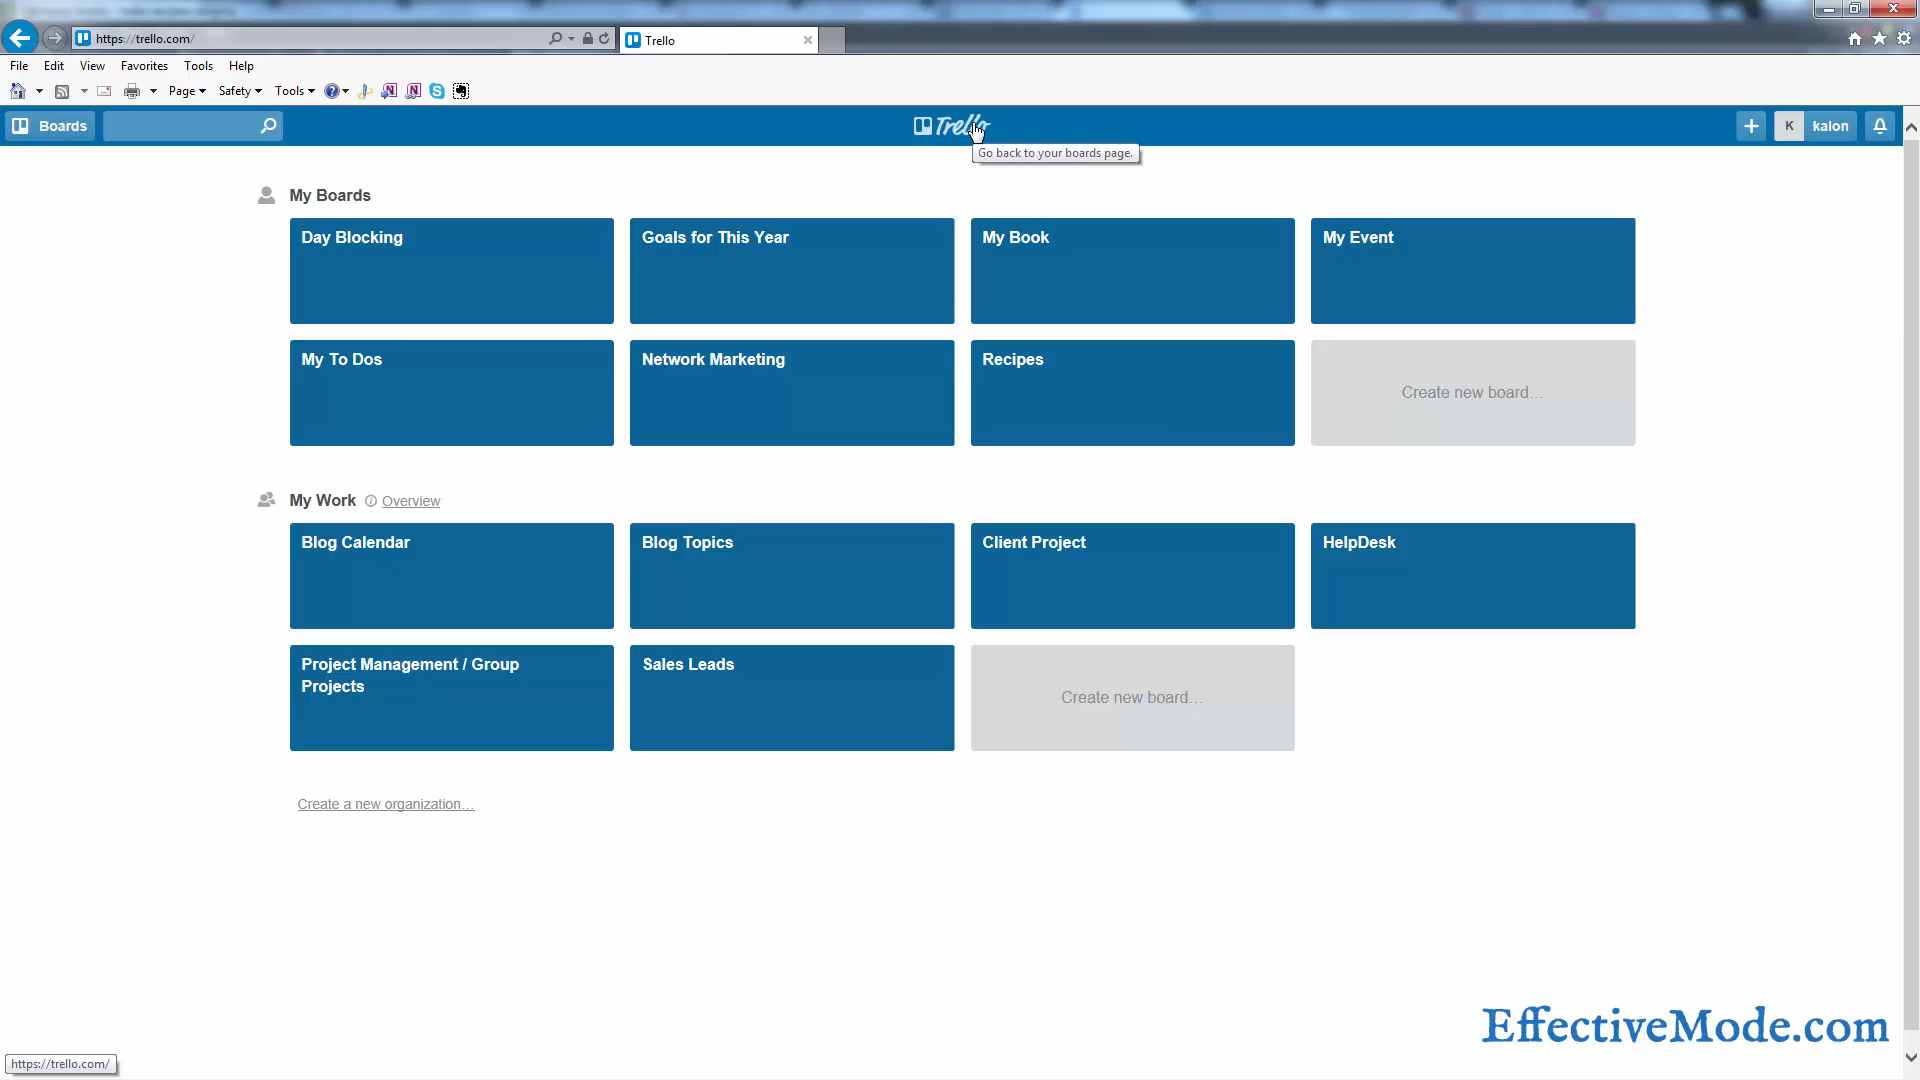 https://trello.com/
Trello
File Edit View Favorites Tools Help
Page Safety Tools
Boards
Trello
K kalon
Go back to your boards page.
My Boards
Day Blocking
Goals for This Year
My Book
My Event
My To Dos
Network Marketing
Recipes
Create new board…
My Work Overview
Blog Calendar
Blog Topics
Client Project
HelpDesk
Project Management / Group
Projects
Sales Leads
Create new board…
Create a new organization…
EffectiveMode.com
https://trello.com/